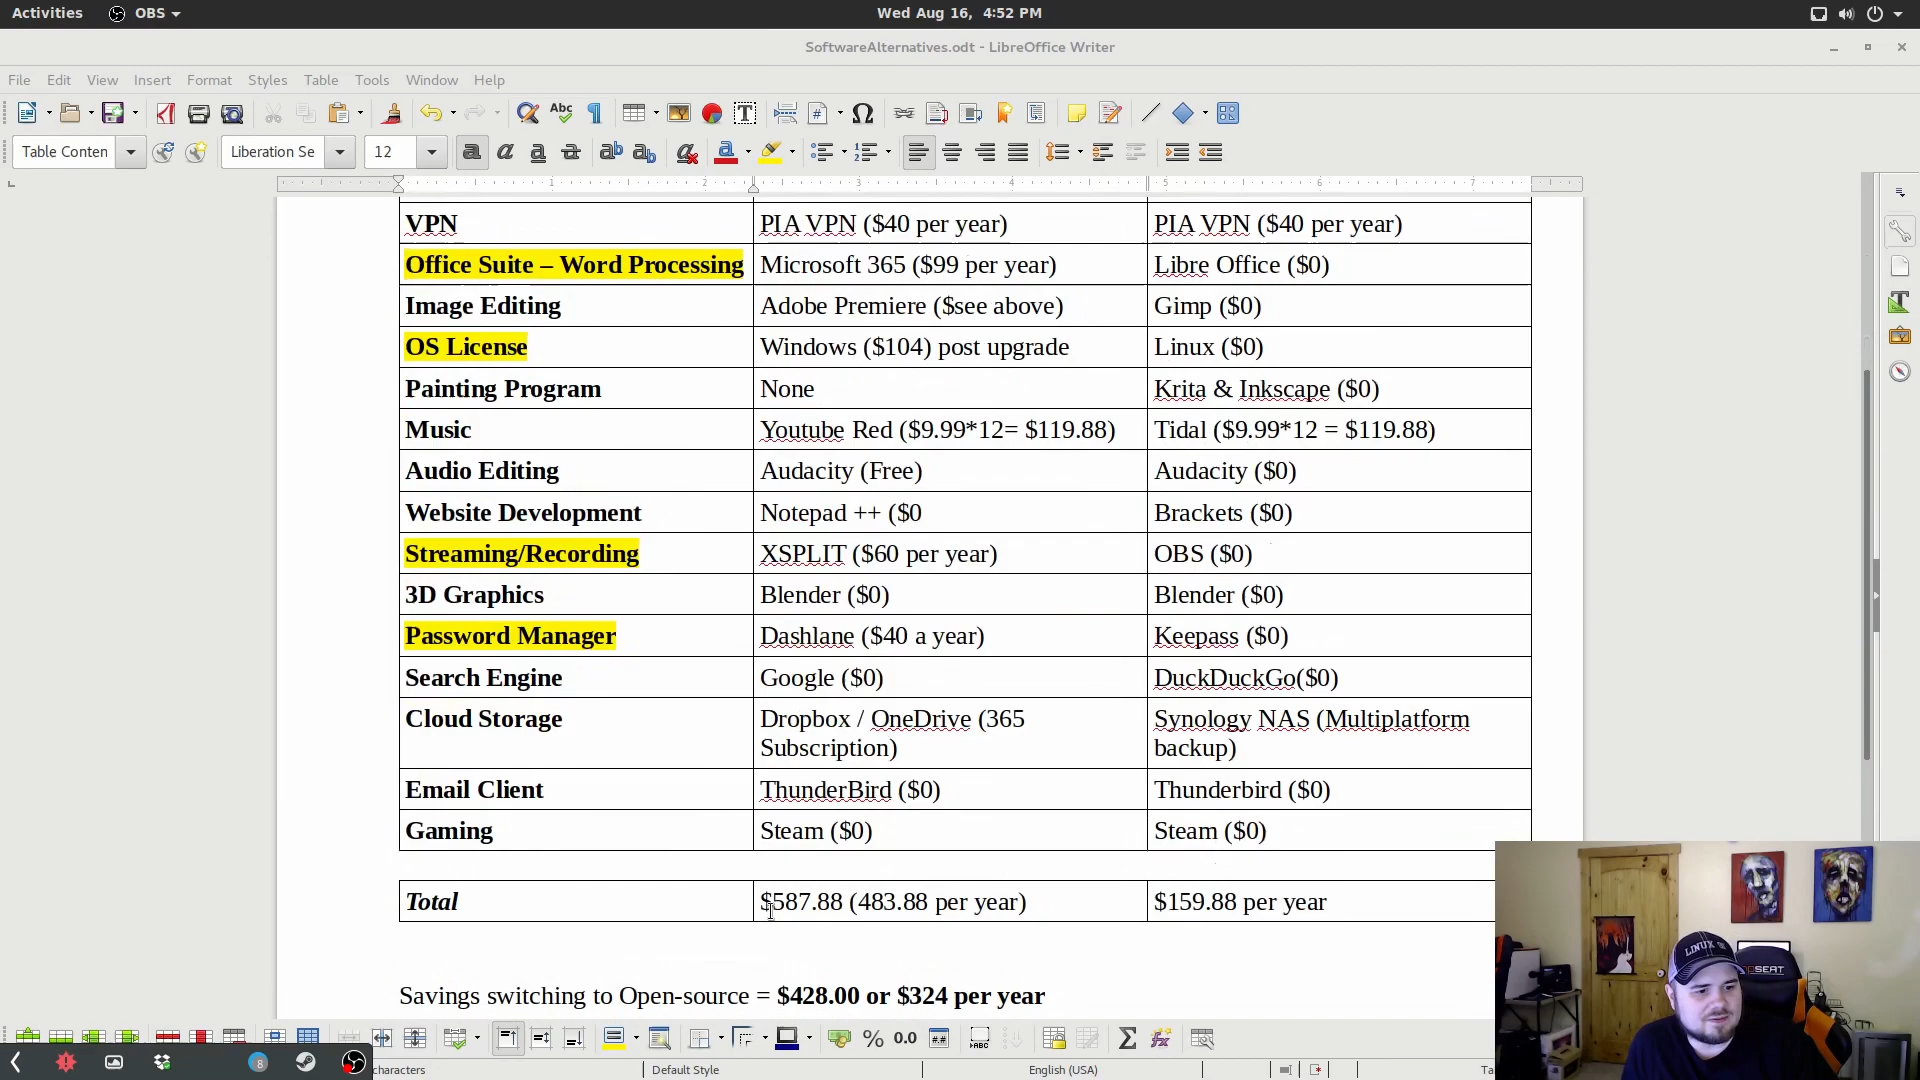 Activities
OBS
Wed Aug 16, 4:52 PM
SoftwareAlternatives.odt - LibreOffice Writer
File Edit View Insert Format Styles Table Tools Window Help
Table Conten
Liberation Se
12
1 2 3 4 5 6 7
VPN PIA VPN ($40 per year) PIA VPN ($40 per year)
Office Suite – Word Processing Microsoft 365 ($99 per year) Libre Office ($0)
Image Editing Adobe Premiere ($see above) Gimp ($0)
OS License Windows ($104) post upgrade Linux ($0)
Painting Program None Krita & Inkscape ($0)
Music Youtube Red ($9.99*12= $119.88) Tidal ($9.99*12 = $119.88)
Audio Editing Audacity (Free) Audacity ($0)
Website Development Notepad ++ ($0 Brackets ($0)
Streaming/Recording XSPLIT ($60 per year) OBS ($0)
3D Graphics Blender ($0) Blender ($0)
Password Manager Dashlane ($40 a year) Keepass ($0)
Search Engine Google ($0) DuckDuckGo($0)
Cloud Storage Dropbox / OneDrive (365 Synology NAS (Multiplatform
Subscription) backup)
Email Client ThunderBird ($0) Thunderbird ($0)
Gaming Steam ($0) Steam ($0)
Total $587.88 (483.88 per year) $159.88 per year
LINUX
Savings switching to Open-source = $428.00 or $324 per year
characters
Default Style
English (USA)
Ta